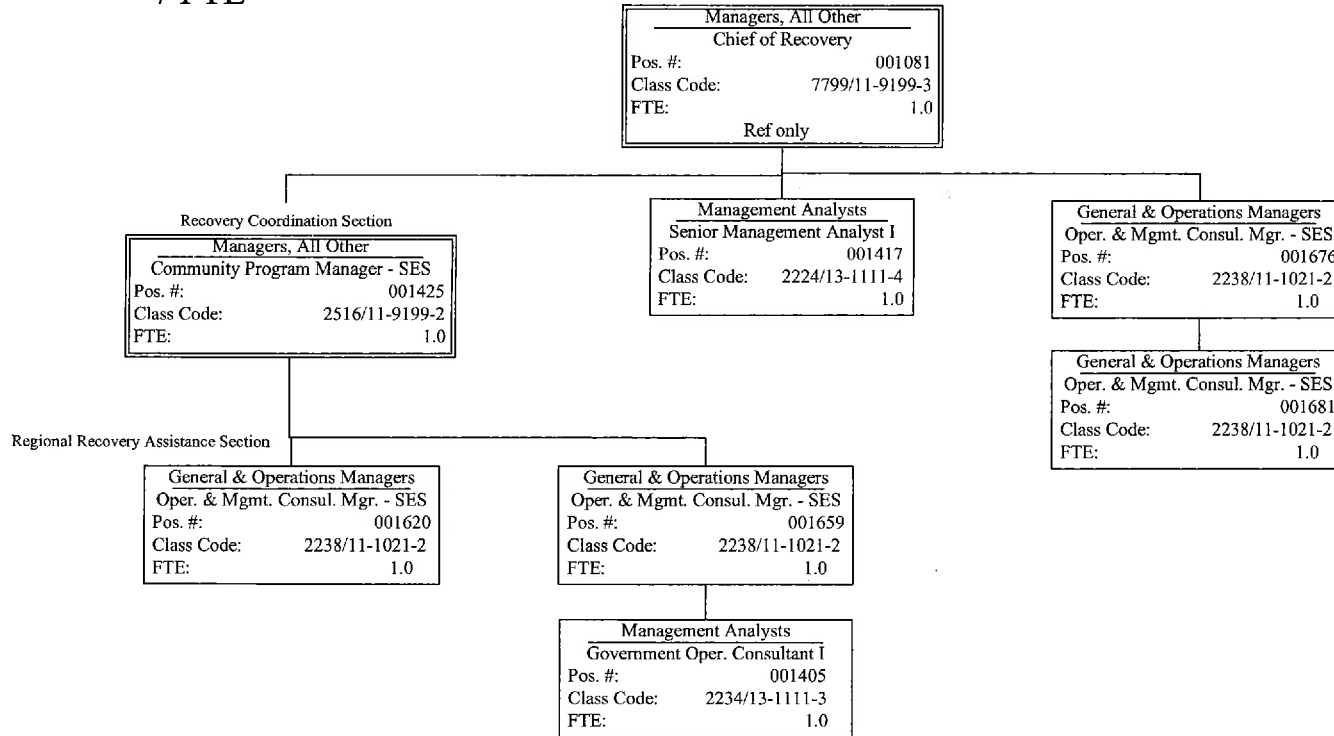 7 FTE
Managers, All Other
Chief of Recovery
Pos. #: 001081
Class Code: 7799/11-9199-3
FTE: 1.0
Ref only
Recovery Coordination Section
Managers, All Other
Community Program Manager - SES
Pos. #: 001425
Class Code: 2516/11-9199-2
FTE: 1.0
Management Analysts
Senior Management Analyst I
Pos. #: 001417
Class Code: 2224/13-1111-4
FTE: 1.0
General & Operations Managers
Oper. & Mgmt. Consul. Mgr. - SES
Pos. #: 001676
Class Code: 2238/11-1021-2
FTE: 1.0
General & Operations Managers
Oper. & Mgmt. Consul. Mgr. - SES
Pos. #: 001681
Class Code: 2238/11-1021-2
FTE: 1.0
Regional Recovery Assistance Section
General & Operations Managers
Oper. & Mgmt. Consul. Mgr. - SES
Pos. #: 001620
Class Code: 2238/11-1021-2
FTE: 1.0
General & Operations Managers
Oper. & Mgmt. Consul. Mgr. - SES
Pos. #: 001659
Class Code: 2238/11-1021-2
FTE: 1.0
Management Analysts
Government Oper. Consultant I
Pos. #: 001405
Class Code: 2234/13-1111-3
FTE: 1.0